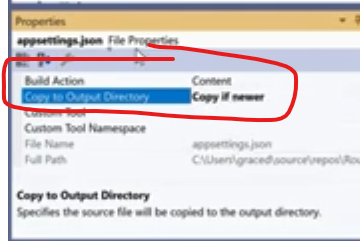 Properties
appsettings.json File Properties
Build Action Content
Copy to Output Directory Copy if newer
Custom Tool
Custom Tool Namespace
File Name appsettings.json
Full Path C:\Users\graced\source\repos\Rou
Copy to Output Directory
Specifies the source file will be copied to the output directory.